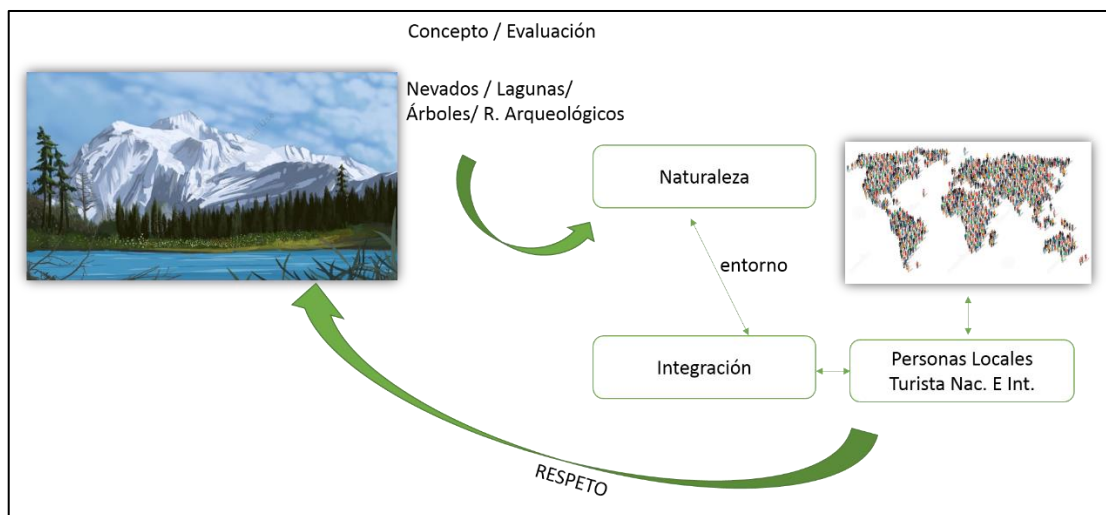 Concepto / Evaluación
Nevados / Lagunas/
Árboles/ R. Arqueológicos
Naturaleza
entorno
Integración
Personas Locales
Turista Nac. E Int.
RESPETO